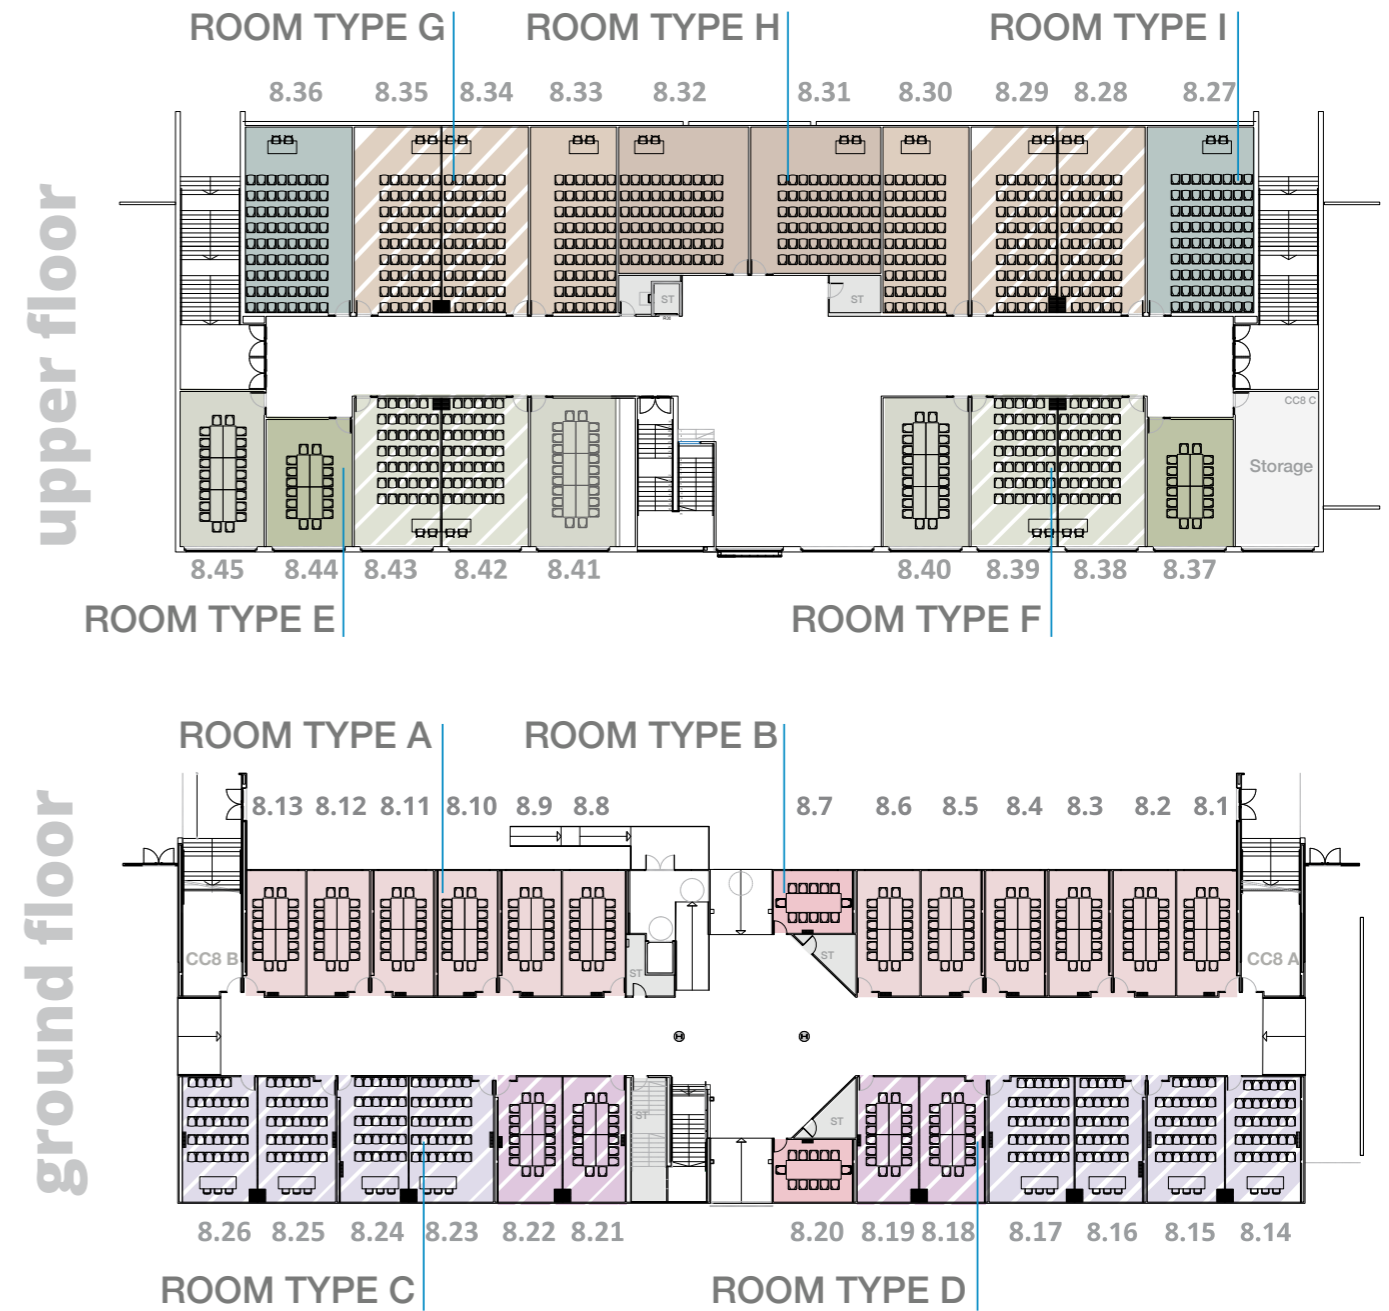 ROOM TYPE G ROOM TYPE H ROOM TYPE I
8.36 8.35 8.34 8.33 8.32 8.31 8.30 8.29 8.28 8.27
upper floor
ST ST
CC8 C
Storage
8.45 8.44 8.43 8.42 8.41 8.40 8.39 8.38 8.37
ROOM TYPE E ROOM TYPE F
ROOM TYPE A ROOM TYPE B
8.13 8.12 8.11 8.10 8.9 8.8 8.7 8.6 8.5 8.4 8.3 8.2 8.1
ground floor
CC8 B ST ST CC8 A
ST ST
8.26 8.25 8.24 8.23 8.22 8.21 8.20 8.19 8.18 8.17 8.16 8.15 8.14
ROOM TYPE C ROOM TYPE D